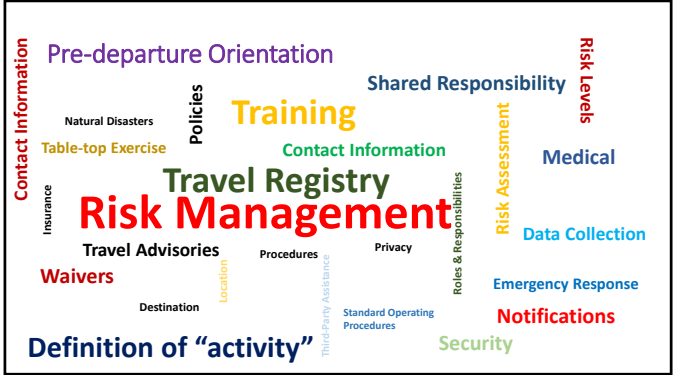 Contact Information
Pre-departure Orientation
Risk Levels
Shared Responsibility
Policies
Training
Natural Disasters
Table-top Exercise
Contact Information
Risk Assessment
Medical
Travel Registry
Insurance
Risk Management
Roles & Responsibilities
Data Collection
Travel Advisories
Procedures
Privacy
Waivers
Location
Third-Party Assistance
Emergency Response
Destination
Standard Operating
Procedures
Notifications
Definition of “activity”
Security